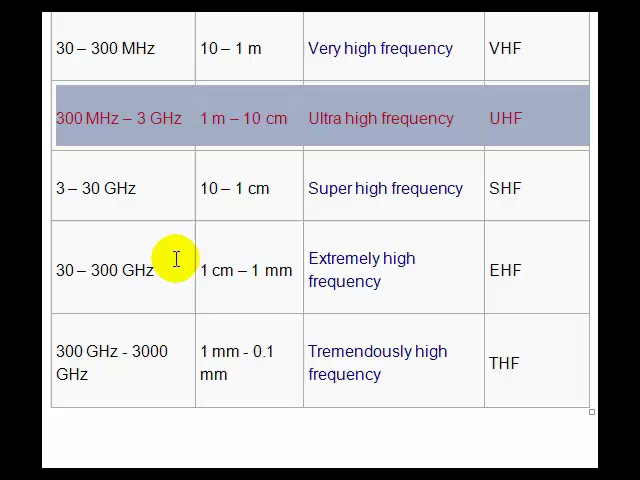 30 – 300 MHz 10 – 1 m Very high frequency VHF
300 MHz – 3 GHz 1 m – 10 cm Ultra high frequency UHF
3 – 30 GHz 10 – 1 cm Super high frequency SHF
30 – 300 GHz 1 cm – 1 mm Extremely high frequency EHF
300 GHz - 3000 GHz 1 mm - 0.1 mm Tremendously high frequency THF